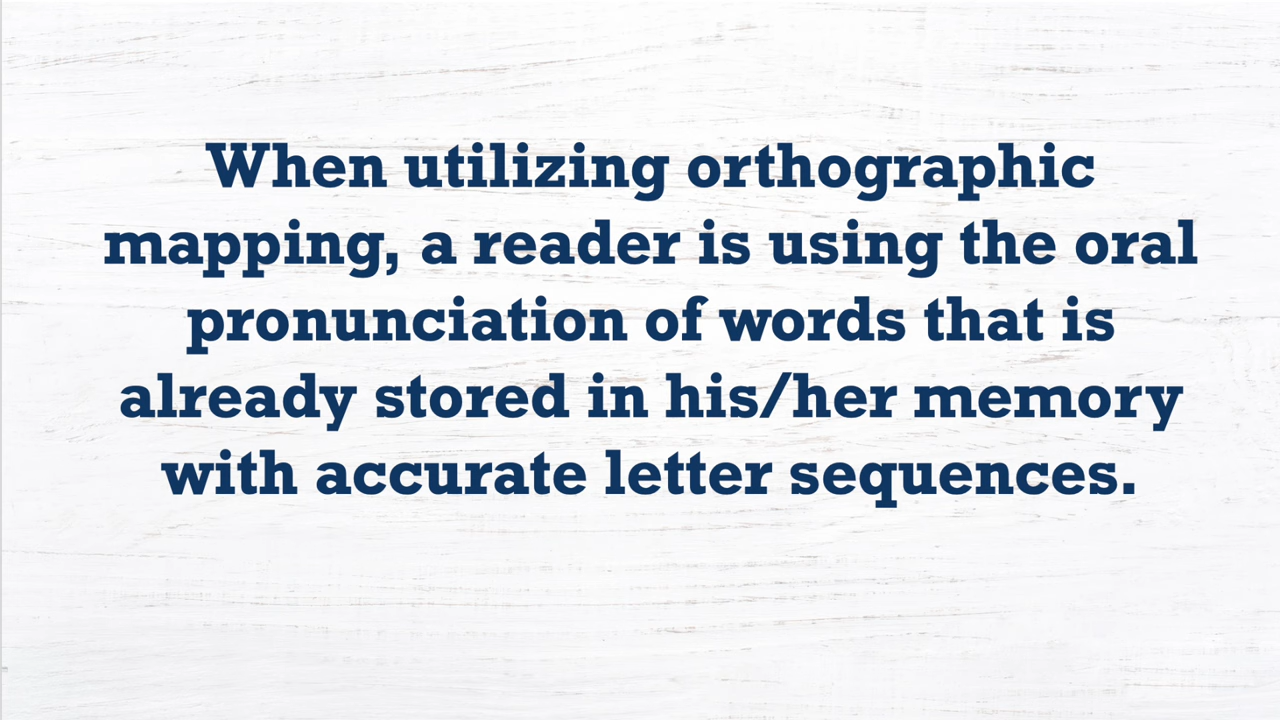 When utilizing orthographic
mapping, a reader is using the oral
pronunciation of words that is
already stored in his/her memory
with accurate letter sequences.